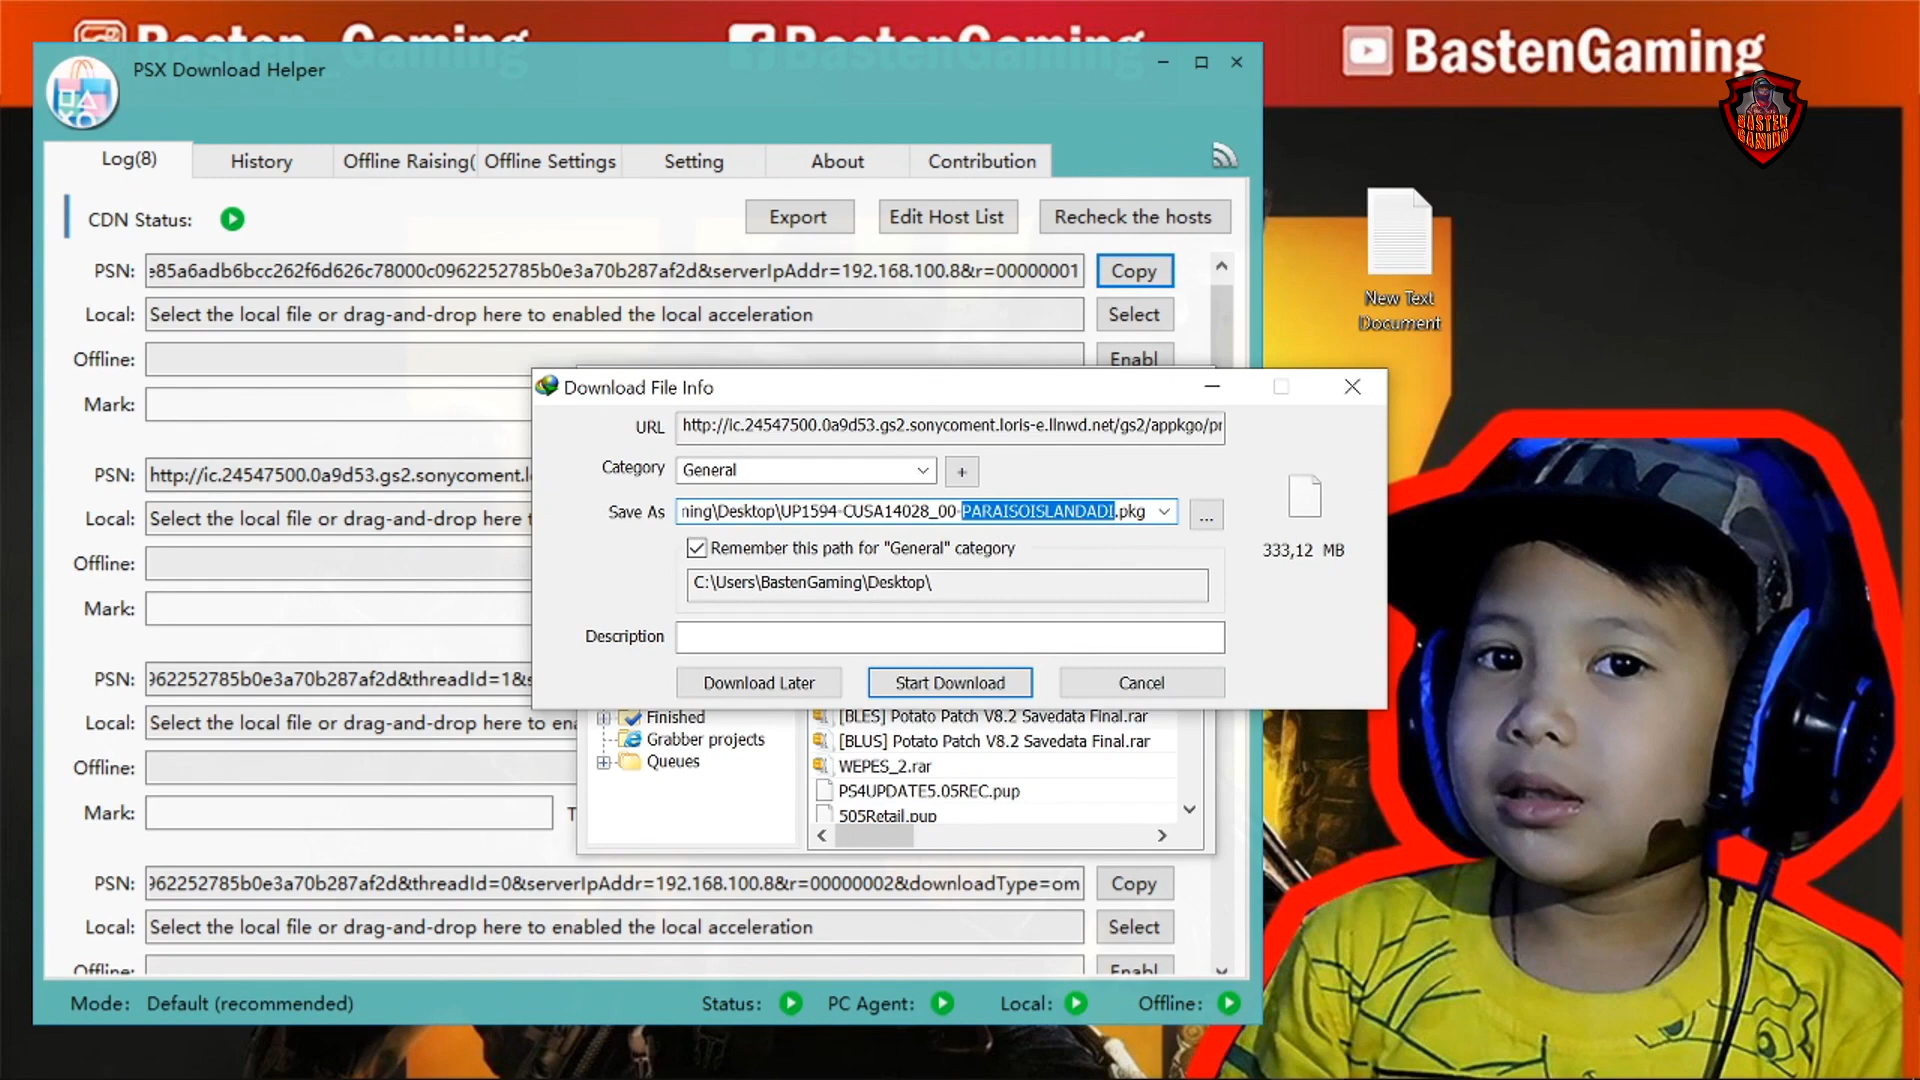 Basten_Gaming
BastenGaming
BastenGaming
BASTEN
GAMING
PSX Download Helper
Log(8)
History
Offline Raising(
Offline Settings
Setting
About
Contribution
CDN Status:
Export
Edit Host List
Recheck the hosts
PSN:
e85a6adb6bcc262f6d626c78000c0962252785b0e3a70b287af2d&serverIpAddr=192.168.100.8&r=00000001
Copy
Local:
Select the local file or drag-and-drop here to enabled the local acceleration
Select
Offline:
Enabl
Mark:
New Text
Document
Download File Info
URL
http://ic.24547500.0a9d53.gs2.sonycoment.loris-e.llnwd.net/gs2/appkgo/pr
Category
General
+
Save As
ning\Desktop\UP1594-CUSA14028_00-PARAISOISLANDADI.pkg
...
333,12 MB
Remember this path for "General" category
C:\Users\BastenGaming\Desktop\
Description
Download Later
Start Download
Cancel
PSN:
http://ic.24547500.0a9d53.gs2.sonycoment.l
Local:
Select the local file or drag-and-drop here t
Offline:
Mark:
PSN:
962252785b0e3a70b287af2d&threadId=1&s
Local:
Select the local file or drag-and-drop here to ena
Offline:
Mark:
T
Finished
Grabber projects
Queues
[BLES] Potato Patch V8.2 Savedata Final.rar
[BLUS] Potato Patch V8.2 Savedata Final.rar
WEPES_2.rar
PS4UPDATE5.05REC.pup
505Retail.pup
PSN:
962252785b0e3a70b287af2d&threadId=0&serverIpAddr=192.168.100.8&r=00000002&downloadType=om
Copy
Local:
Select the local file or drag-and-drop here to enabled the local acceleration
Select
Offline:
Enabl
Mode: Default (recommended)
Status:
PC Agent:
Local:
Offline: